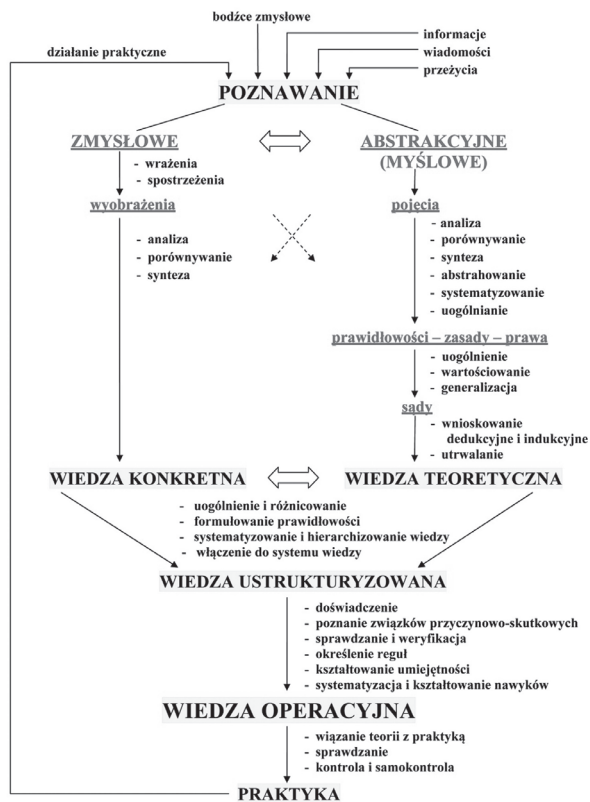 bodźce zmysłowe
informacje
działanie praktyczne
wiadomości
przeżycia
POZNAWANIE
ZMYSŁOWE
- wrażenia
- spostrzeżenia
wyobrażenia
- analiza
- porównywanie
- synteza
ABSTRAKCYJNE
(MYŚLOWE)
pojęcia
- analiza
- porównywanie
- synteza
- abstrahowanie
- systematyzowanie
- uogólnianie
prawidłowości – zasady – prawa
- uogólnienie
- wartościowanie
- generalizacja
sądy
- wnioskowanie
dedukcyjne i indukcyjne
- utrwalanie
WIEDZA KONKRETNA
WIEDZA TEORETYCZNA
- uogólnienie i różnicowanie
- formułowanie prawidłowości
- systematyzowanie i hierarchizowanie wiedzy
- włączenie do systemu wiedzy
WIEDZA USTRUKTURYZOWANA
- doświadczenie
- poznanie związków przyczynowo-skutkowych
- sprawdzanie i weryfikacja
- określenie reguł
- kształtowanie umiejętności
- systematyzacja i kształtowanie nawyków
WIEDZA OPERACYJNA
- wiązanie teorii z praktyką
- sprawdzanie
- kontrola i samokontrola
PRAKTYKA